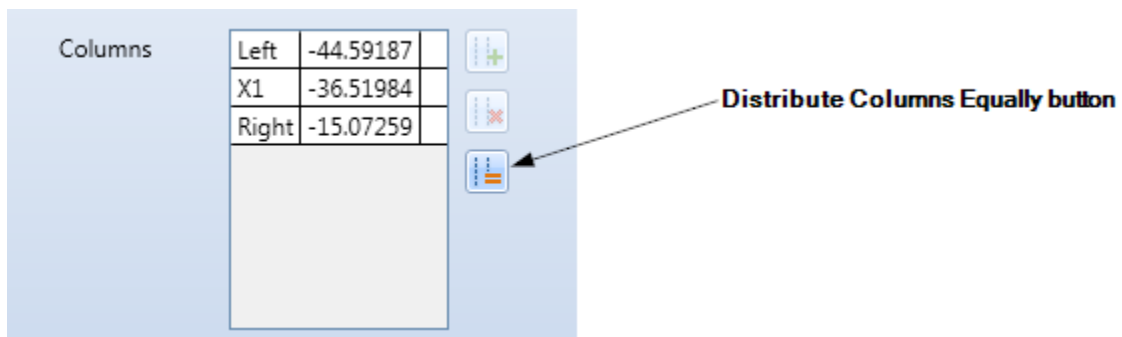 Columns
Left -44.59187
X1 -36.51984
Right -15.07259
Distribute Columns Equally button